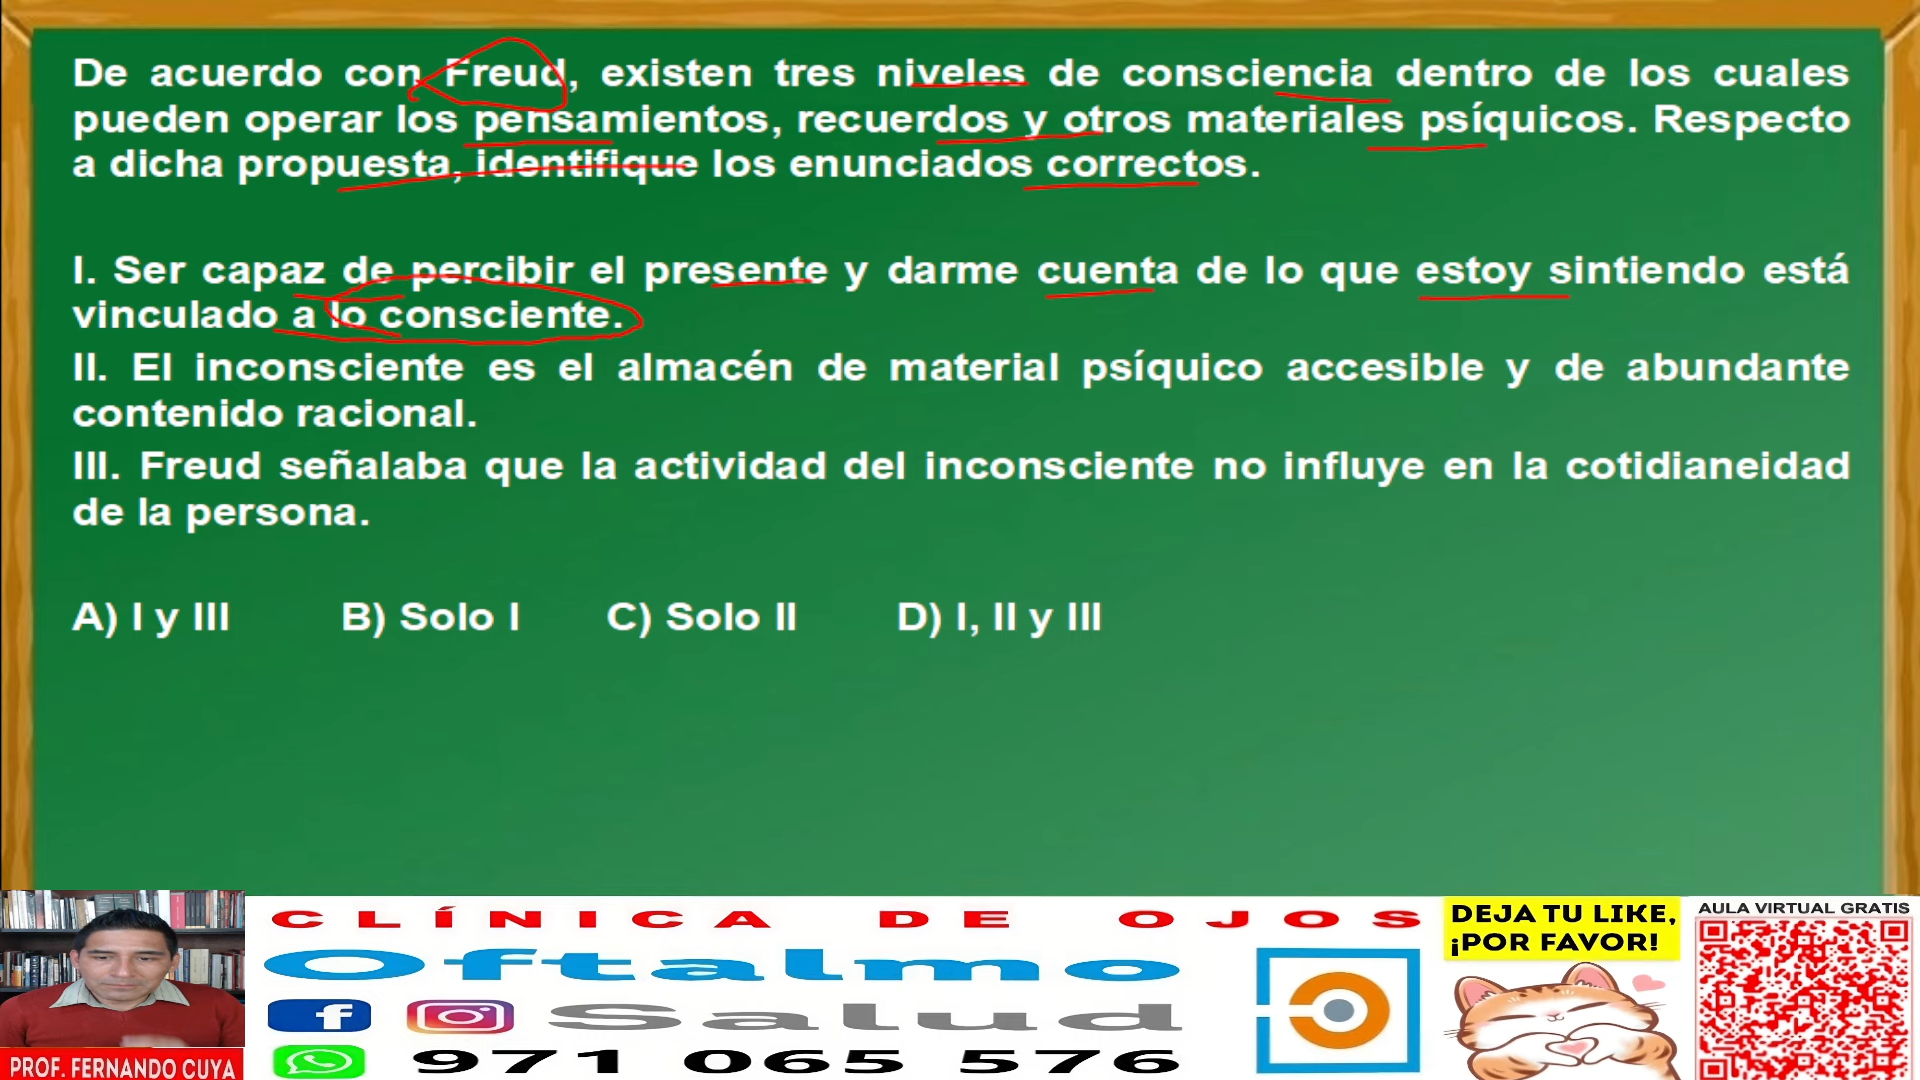 De acuerdo con Freud, existen tres niveles de consciencia dentro de los cuales
pueden operar los pensamientos, recuerdos y otros materiales psíquicos. Respecto
a dicha propuesta, identifique los enunciados correctos.
I. Ser capaz de percibir el presente y darme cuenta de lo que estoy sintiendo está
vinculado a lo consciente.
II. El inconsciente es el almacén de material psíquico accesible y de abundante
contenido racional.
III. Freud señalaba que la actividad del inconsciente no influye en la cotidianeidad
de la persona.
A) I y III B) Solo I C) Solo II D) I, II y III
CLÍNICA DE OJOS
Oftalmo
Salud
971 065 576
DEJA TU LIKE,
¡POR FAVOR!
AULA VIRTUAL GRATIS
PROF. FERNANDO CUYA